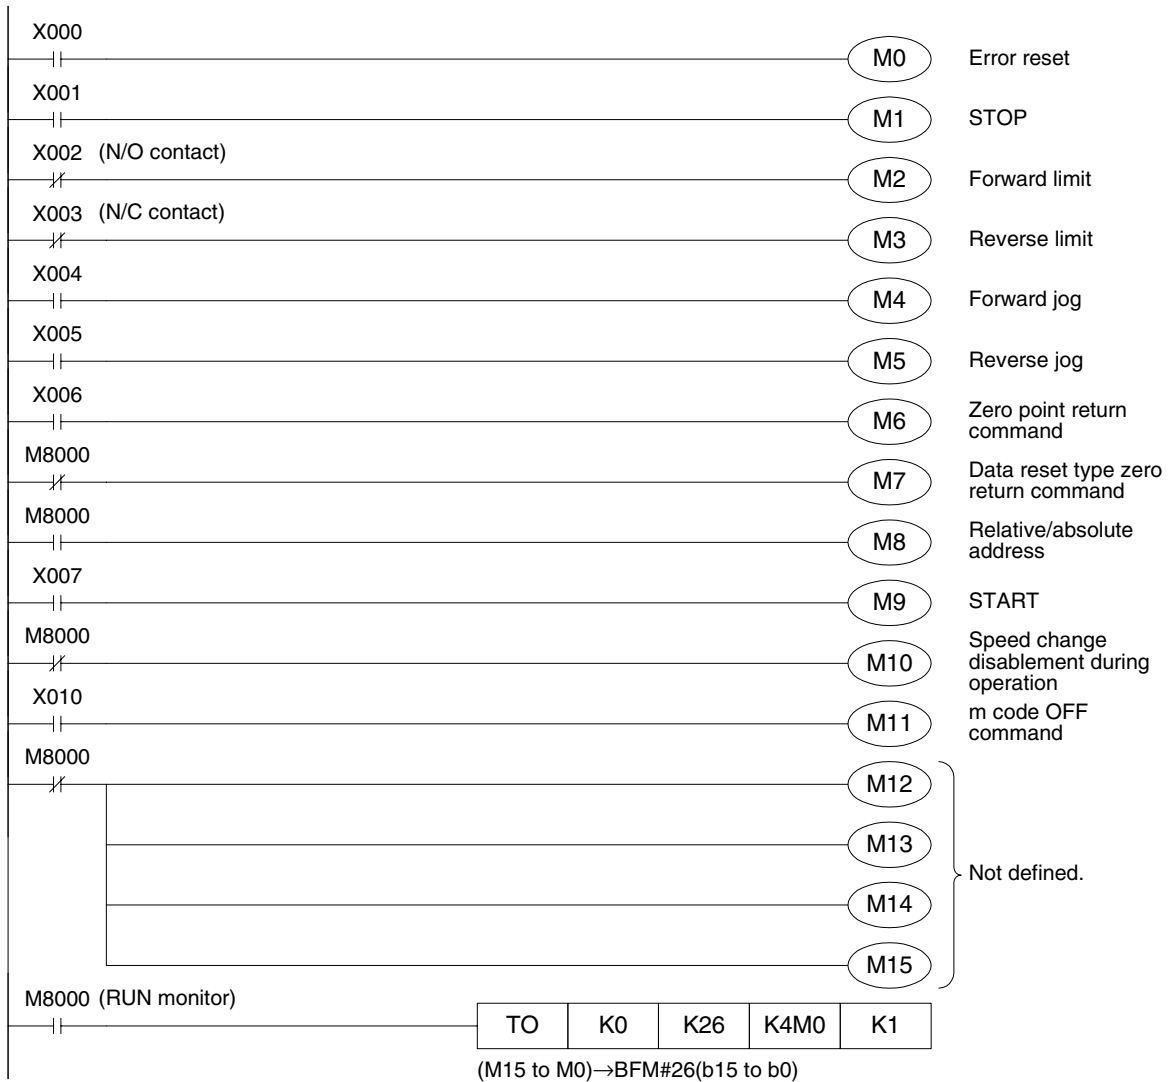 X000
M0 Error reset
X001
M1 STOP
X002 (N/O contact)
M2 Forward limit
X003 (N/C contact)
M3 Reverse limit
X004
M4 Forward jog
X005
M5 Reverse jog
X006
M6 Zero point return
command
M8000
M7 Data reset type zero
return command
M8000
M8 Relative/absolute
address
X007
M9 START
M8000
M10 Speed change
disablement during
operation
X010
M11 m code OFF
command
M8000
M12
M13
Not defined.
M14
M15
M8000 (RUN monitor)
TO K0 K26 K4M0 K1
(M15 to M0)→BFM#26(b15 to b0)